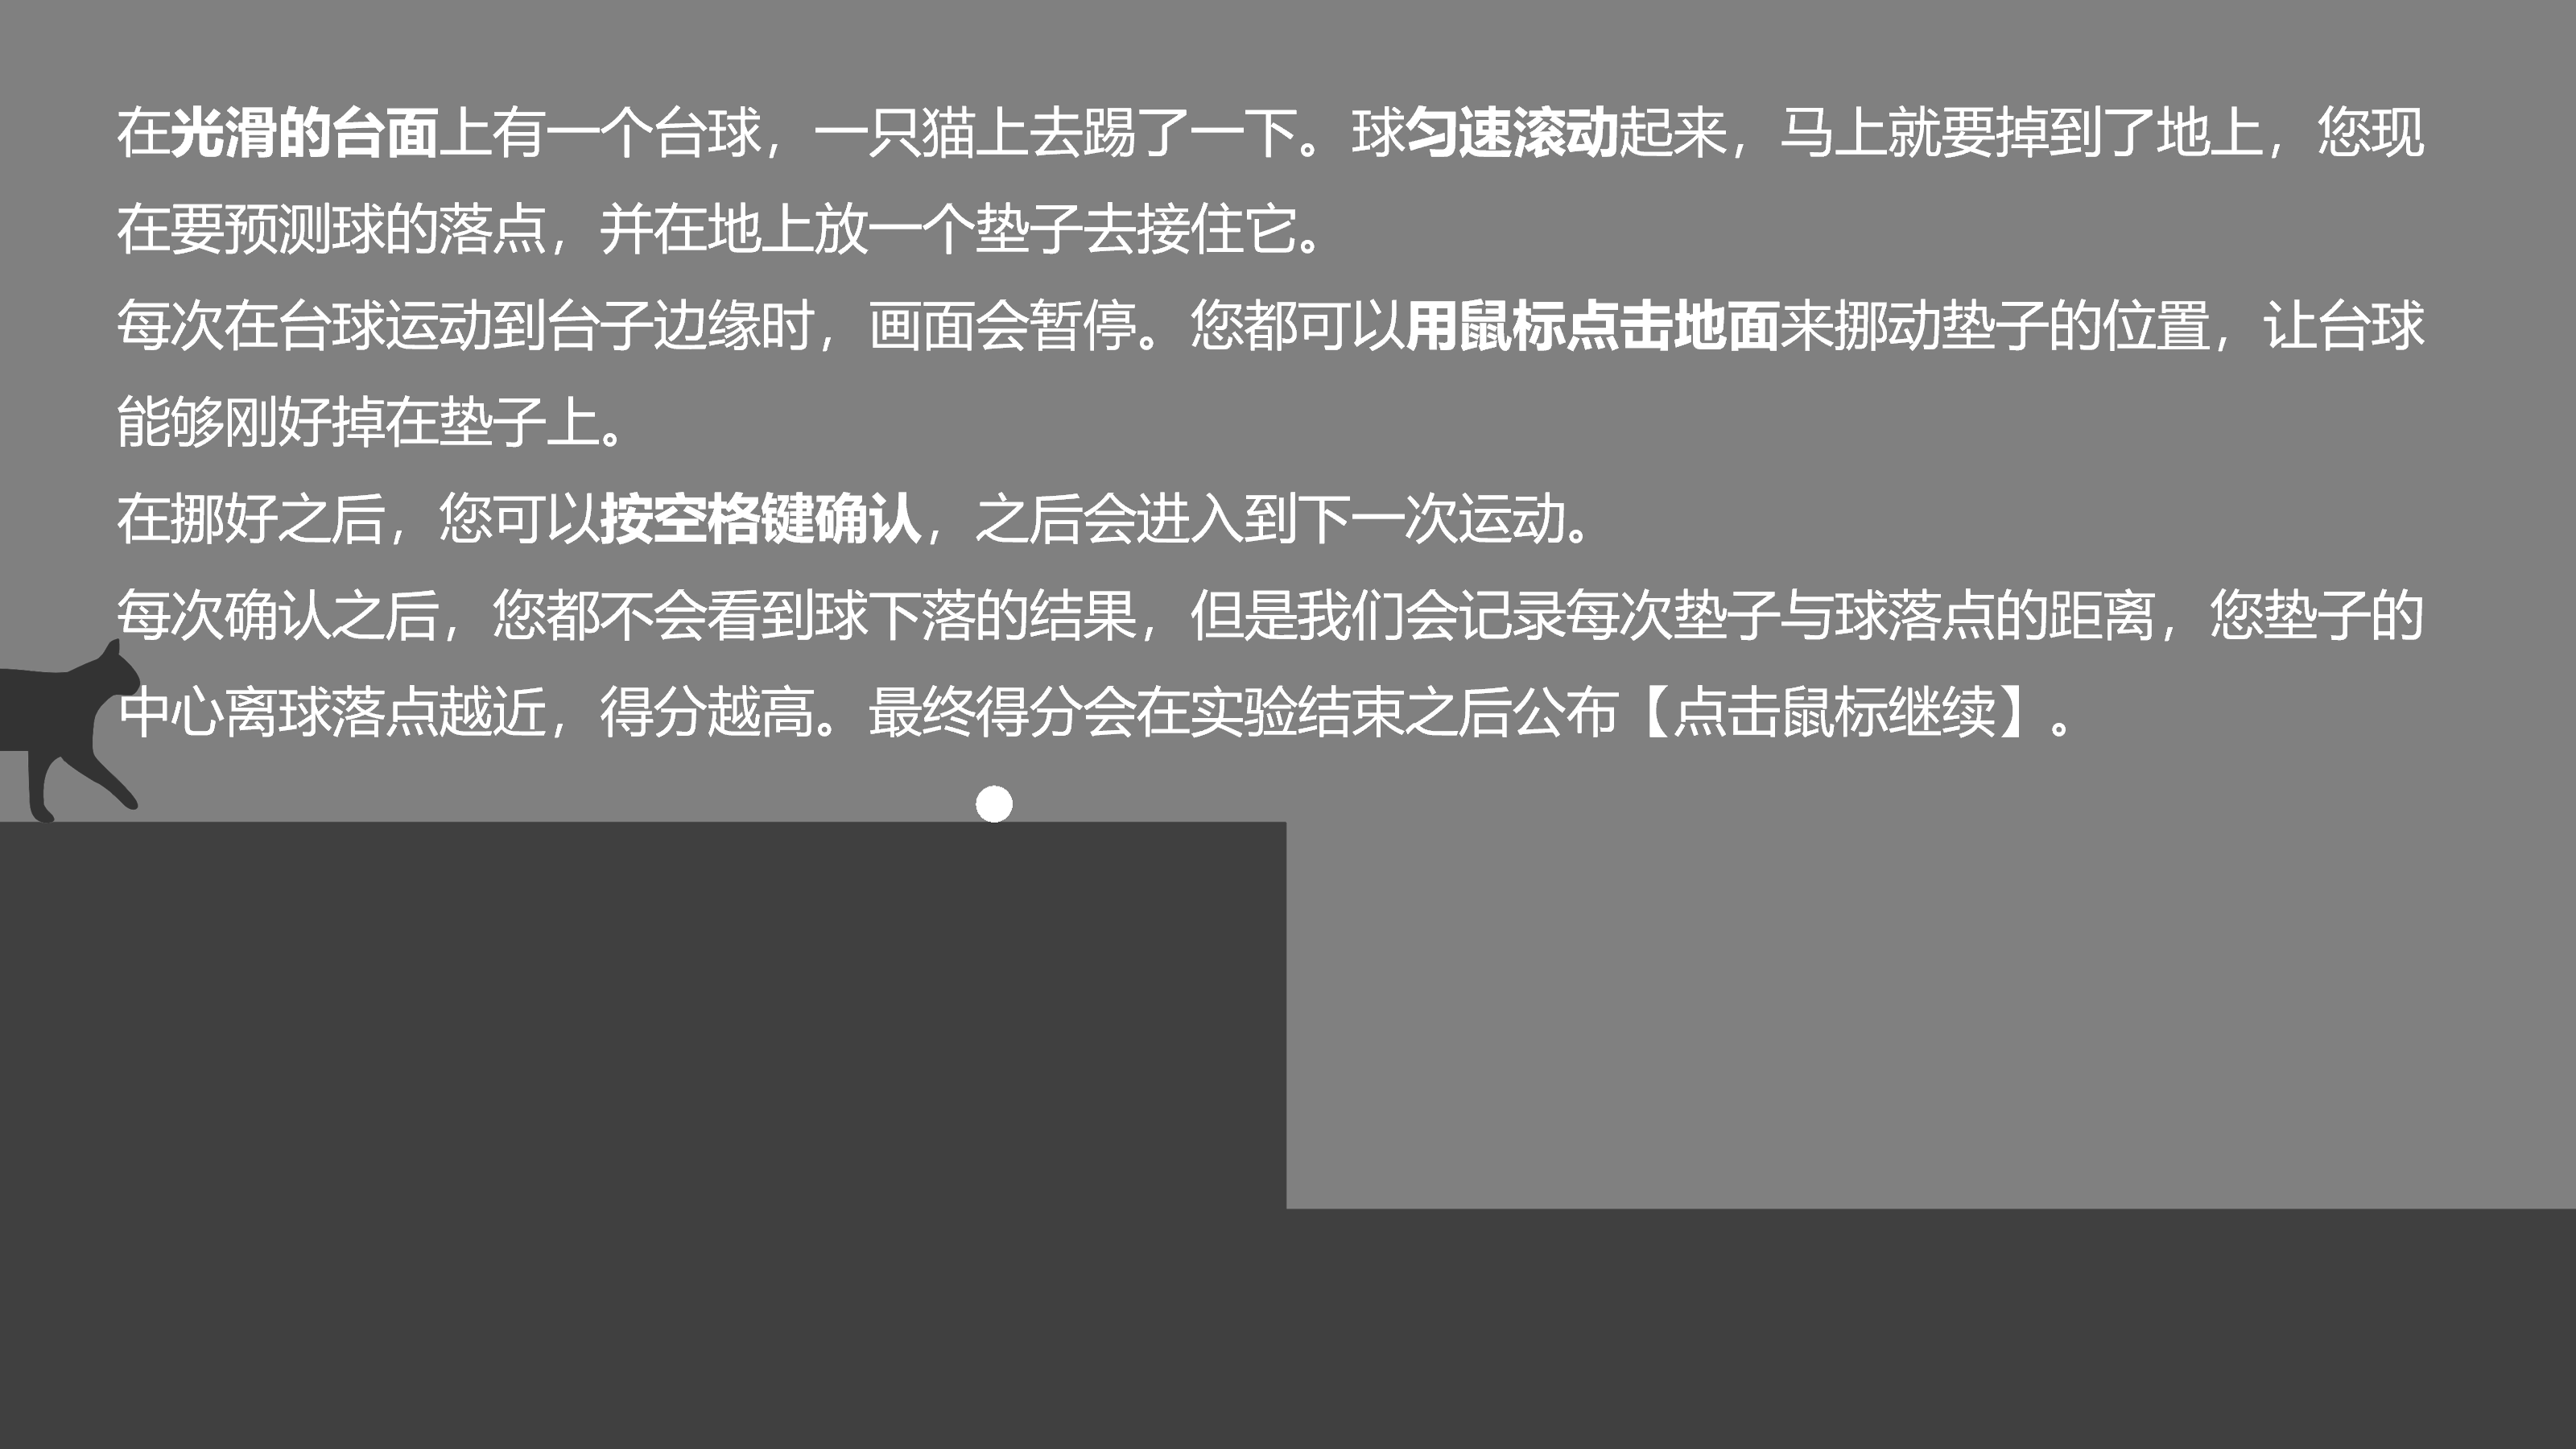 在光滑的台面上有一个台球，一只猫上去踢了一下。球匀速滚动起来，马上就要掉到了地上，您现
在要预测球的落点，并在地上放一个垫子去接住它。
每次在台球运动到台子边缘时，画面会暂停。您都可以用鼠标点击地面来挪动垫子的位置，让台球
能够刚好掉在垫子上。
在挪好之后，您可以按空格键确认，之后会进入到下一次运动。
每次确认之后，您都不会看到球下落的结果，但是我们会记录每次垫子与球落点的距离，您垫子的
中心离球落点越近，得分越高。最终得分会在实验结束之后公布【点击鼠标继续】。